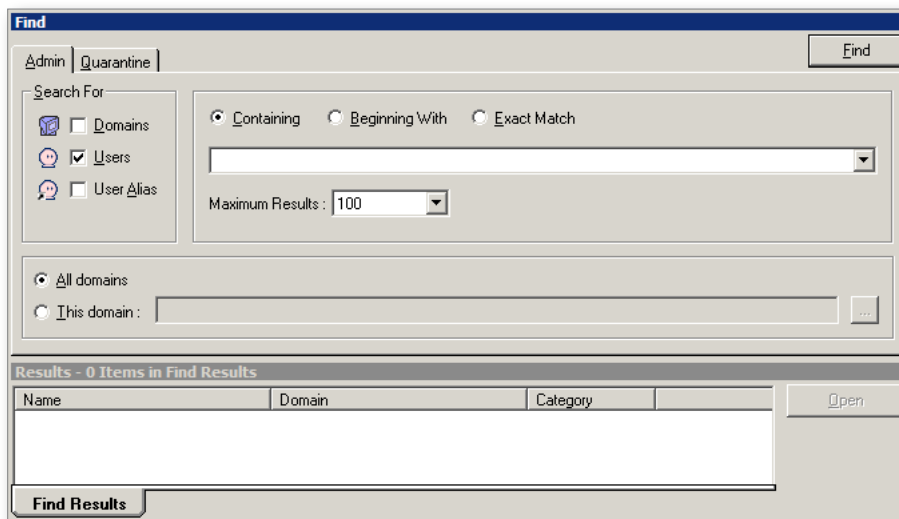 Find
Admin Quarantine Find
Search For
Domains
Users
User Alias
Containing Beginning With Exact Match
Maximum Results : 100
All domains
This domain : ...
Results - 0 Items in Find Results
Name Domain Category
Open
Find Results